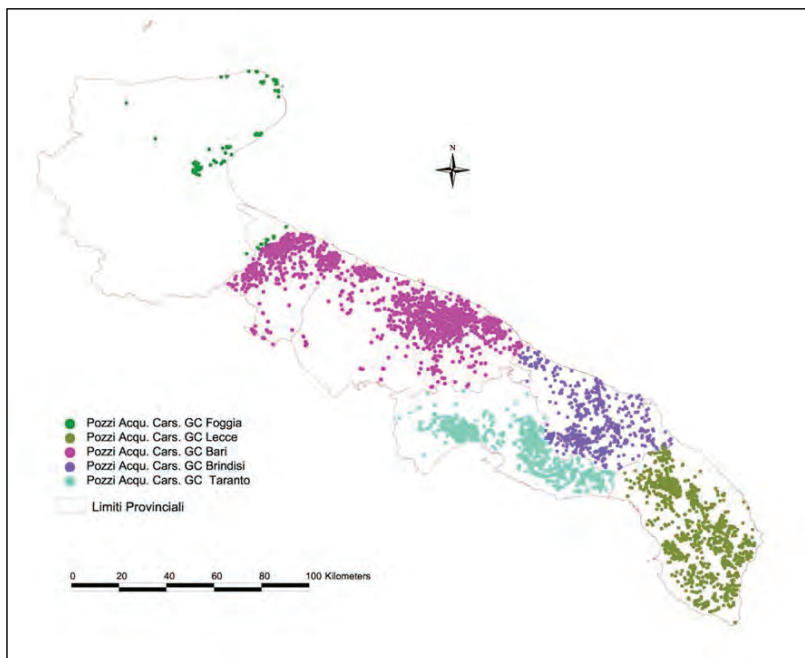 N
Pozzi Acqu. Cars. GC Foggia
Pozzi Acqu. Cars. GC Lecce
Pozzi Acqu. Cars. GC Bari
Pozzi Acqu. Cars. GC Brindisi
Pozzi Acqu. Cars. GC Taranto
Limiti Provinciali
0 20 40 60 80 100 Kilometers